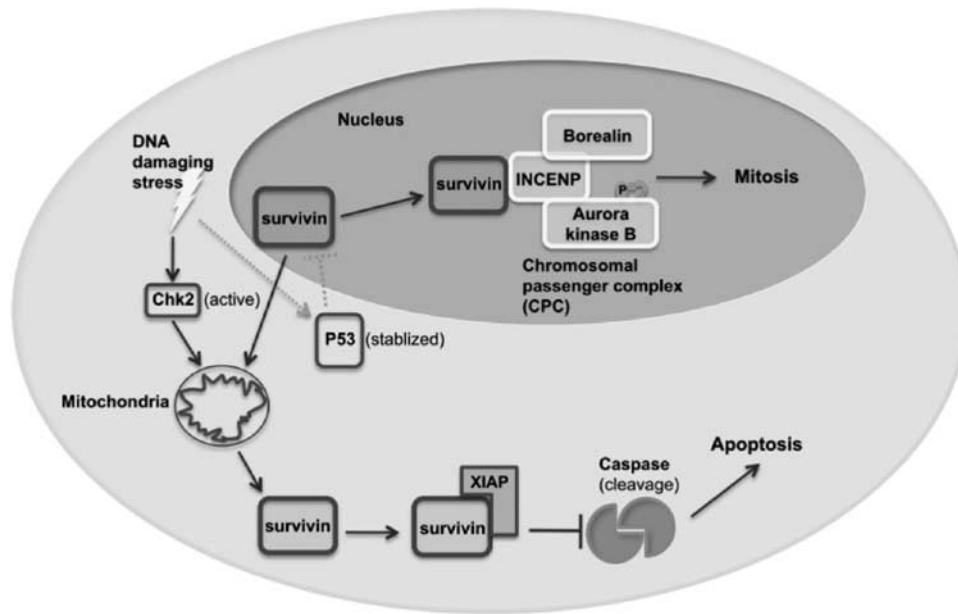 Nucleus
DNA
damaging
stress
Borealin
survivin
INCENP
P
Mitosis
survivin
Aurora
kinase B
Chromosomal
passenger complex
(CPC)
Chk2 (active)
P53 (stablized)
Mitochondria
Apoptosis
Caspase
(cleavage)
XIAP
survivin
survivin